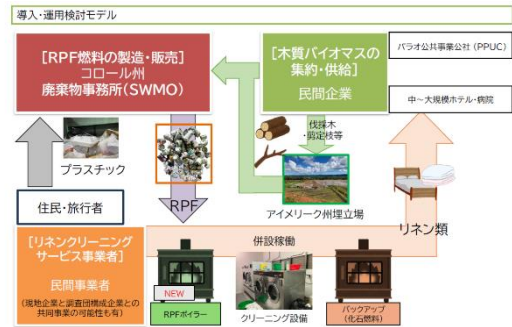 導入・運用検討モデル
[RPF燃料の製造・販売]
コロール州
廃棄物事務所(SWMO)
[木質バイオマスの
集約・供給]
民間企業
パラオ公共事業公社(PPUC)
中~大規模ホテル・病院
伐採木
・剪定枝等
プラスチック
RPF
アイメリーク州埋立場
リネン類
住民・旅行者
[リネンクリーニング
サービス事業者]
民間事業者
(現地企業と調査団構成企業との
共同事業の可能性も有)
併設稼働
NEW
RPFボイラー
クリーニング設備
バックアップ
(化石燃料)